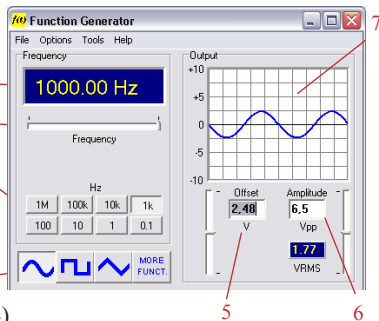 f(t) Function Generator
File Options Tools Help
Frequency
1000.00 Hz
Frequency
Hz
1M 100k 10k 1k
100 10 1 0.1
MORE
FUNCT.
Output
+10
+5
0
-5
-10
Offset
2,48
V
Amplitude
6,5
Vpp
1.77
VRMS
5
6
7
)